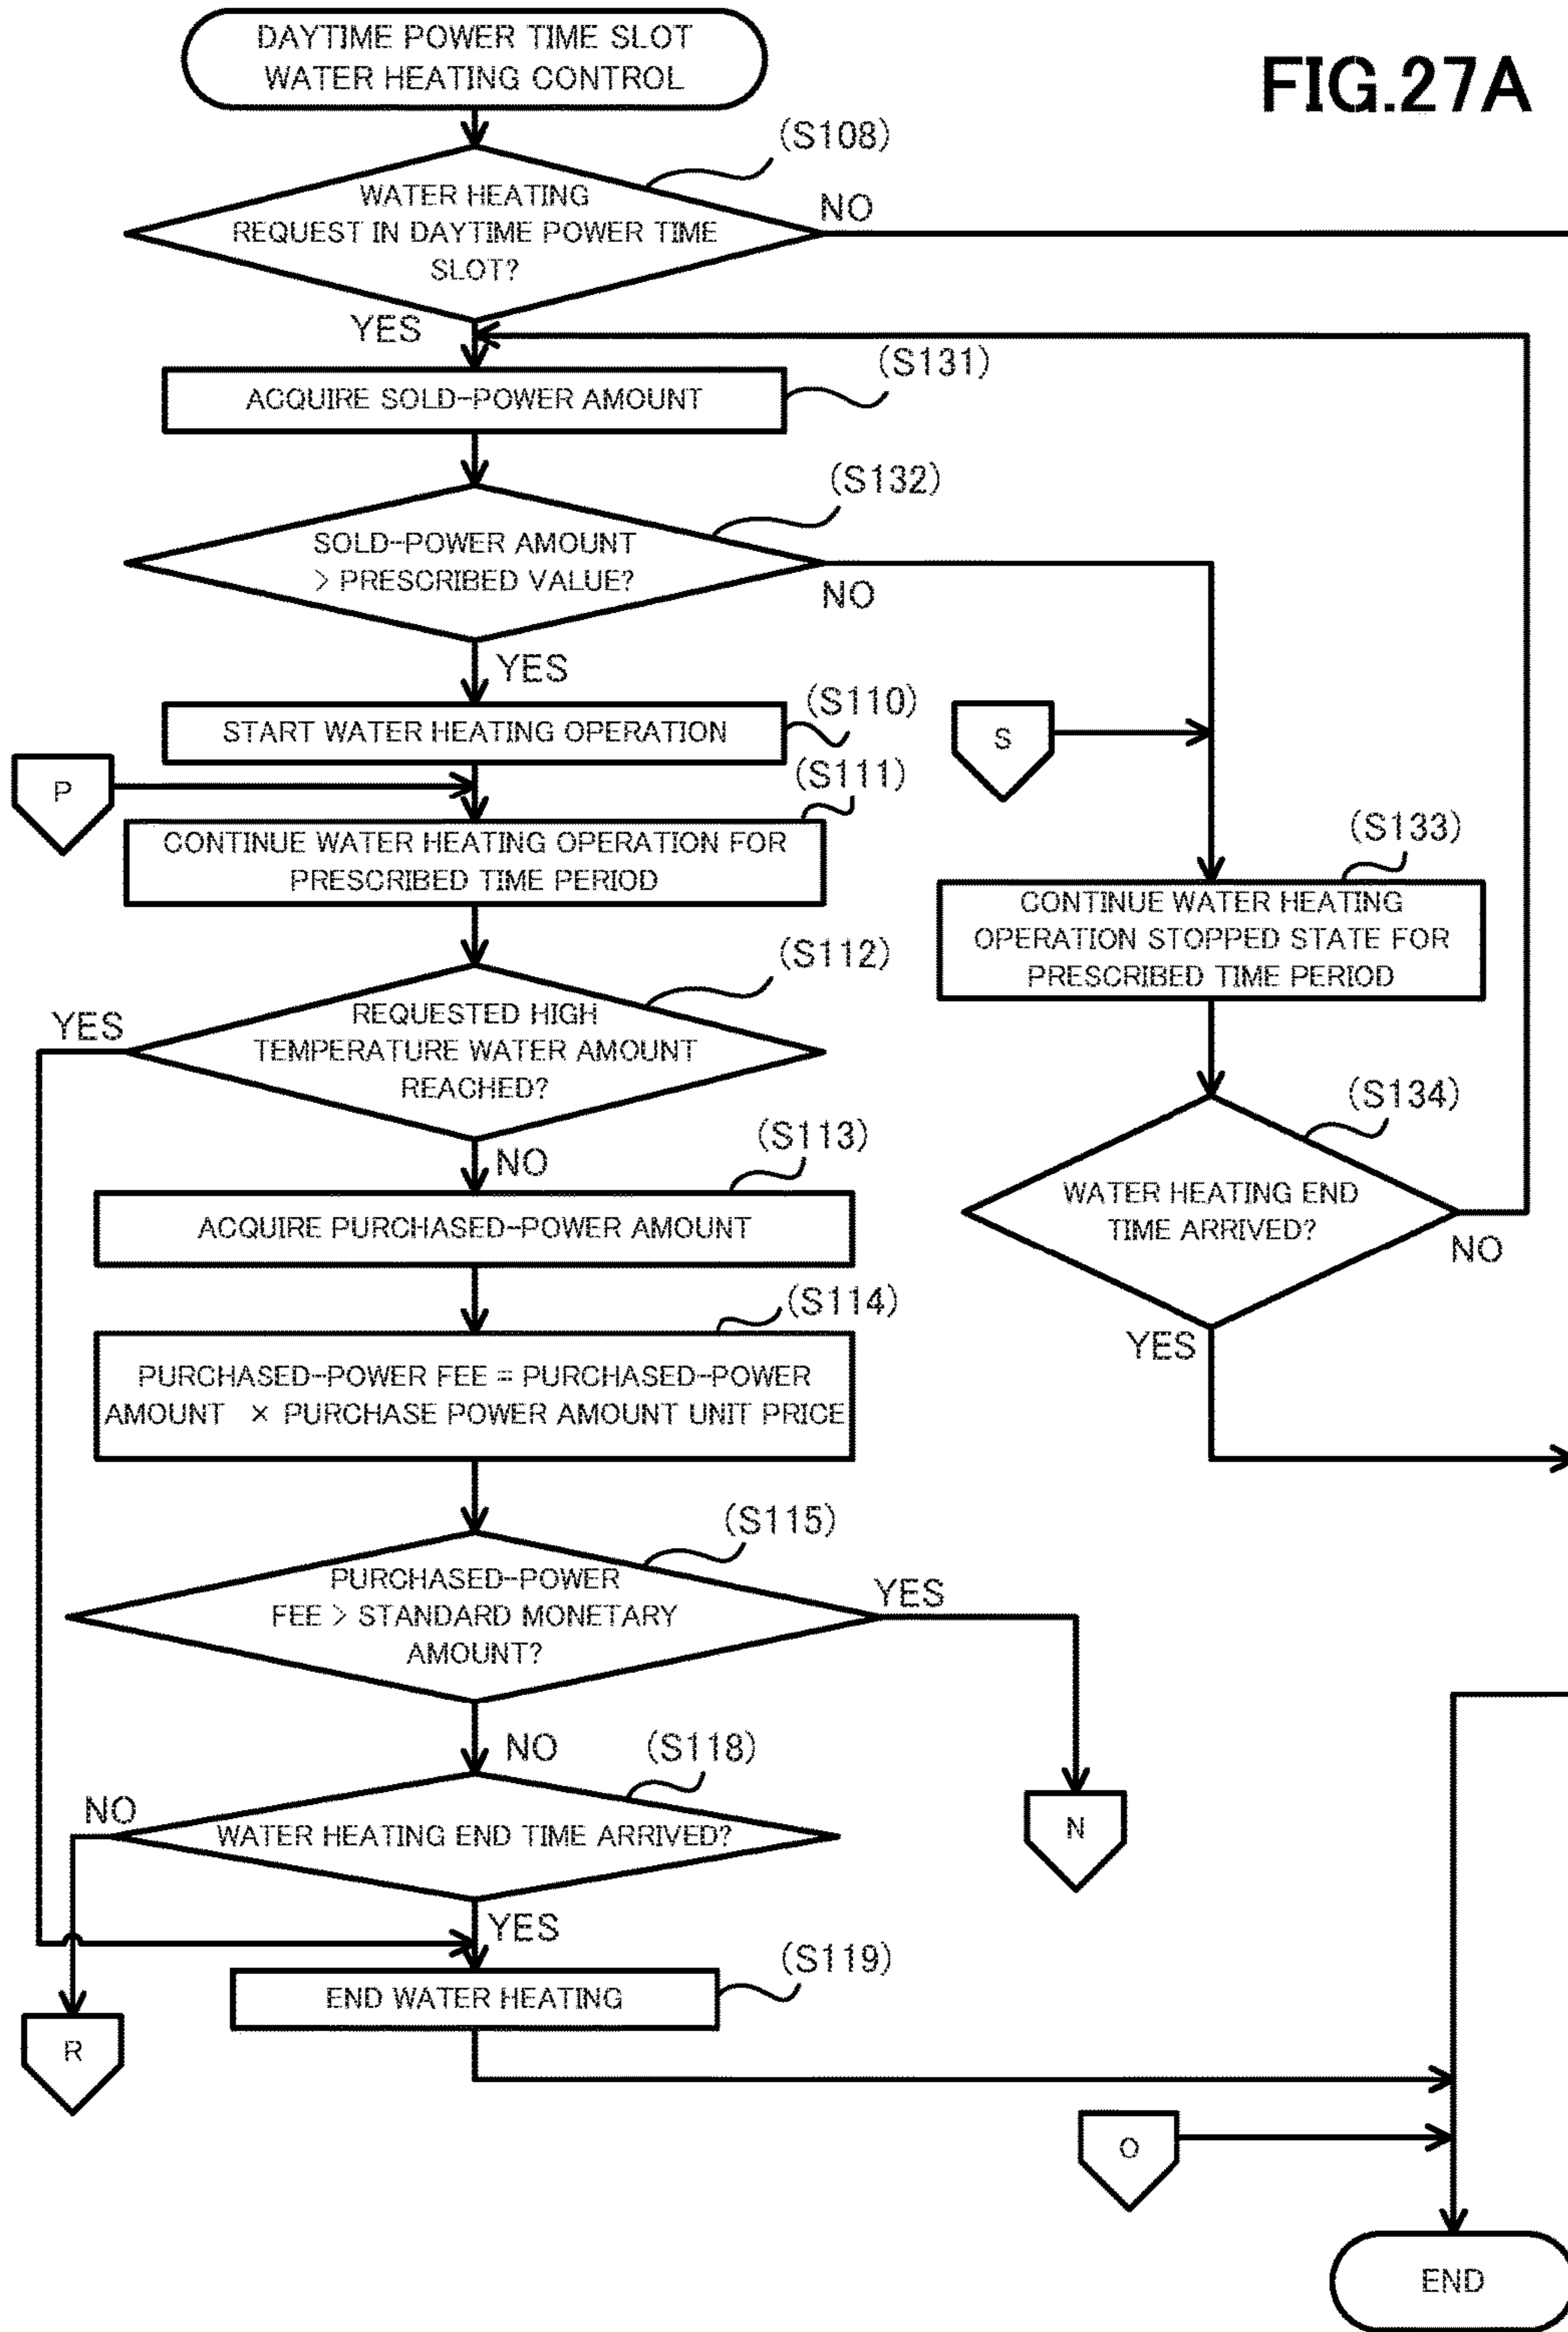 DAYTIME POWER TIME SLOT
WATER HEATING CONTROL
FIG.27A
(S108)
WATER HEATING
REQUEST IN DAYTIME POWER TIME
SLOT?
NO
YES
(S131)
ACQUIRE SOLD-POWER AMOUNT
(S132)
SOLD-POWER AMOUNT
> PRESCRIBED VALUE?
NO
YES
(S110)
START WATER HEATING OPERATION
S
P
(S111)
CONTINUE WATER HEATING OPERATION FOR
PRESCRIBED TIME PERIOD
(S133)
CONTINUE WATER HEATING
OPERATION STOPPED STATE FOR
PRESCRIBED TIME PERIOD
(S112)
YES
REQUESTED HIGH
TEMPERATURE WATER AMOUNT
REACHED?
NO
(S134)
WATER HEATING END
TIME ARRIVED?
NO
YES
(S113)
ACQUIRE PURCHASED-POWER AMOUNT
(S114)
PURCHASED-POWER FEE = PURCHASED-POWER
AMOUNT × PURCHASE POWER AMOUNT UNIT PRICE
(S115)
PURCHASED-POWER
FEE > STANDARD MONETARY
AMOUNT?
YES
NO
N
(S118)
NO
WATER HEATING END TIME ARRIVED?
YES
(S119)
END WATER HEATING
R
O
END